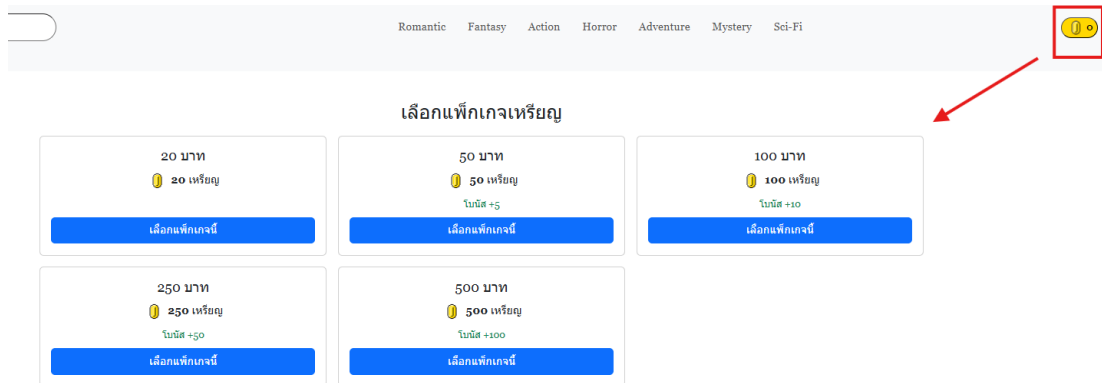 Romantic Fantasy Action Horror Adventure Mystery Sci-Fi 0
เลือกแพ็กเกจเหรียญ
20 บาท
20 เหรียญ
เลือกแพ็กเกจนี้
50 บาท
50 เหรียญ
โบนัส +5
เลือกแพ็กเกจนี้
100 บาท
100 เหรียญ
โบนัส +10
เลือกแพ็กเกจนี้
250 บาท
250 เหรียญ
โบนัส +50
เลือกแพ็กเกจนี้
500 บาท
500 เหรียญ
โบนัส +100
เลือกแพ็กเกจนี้